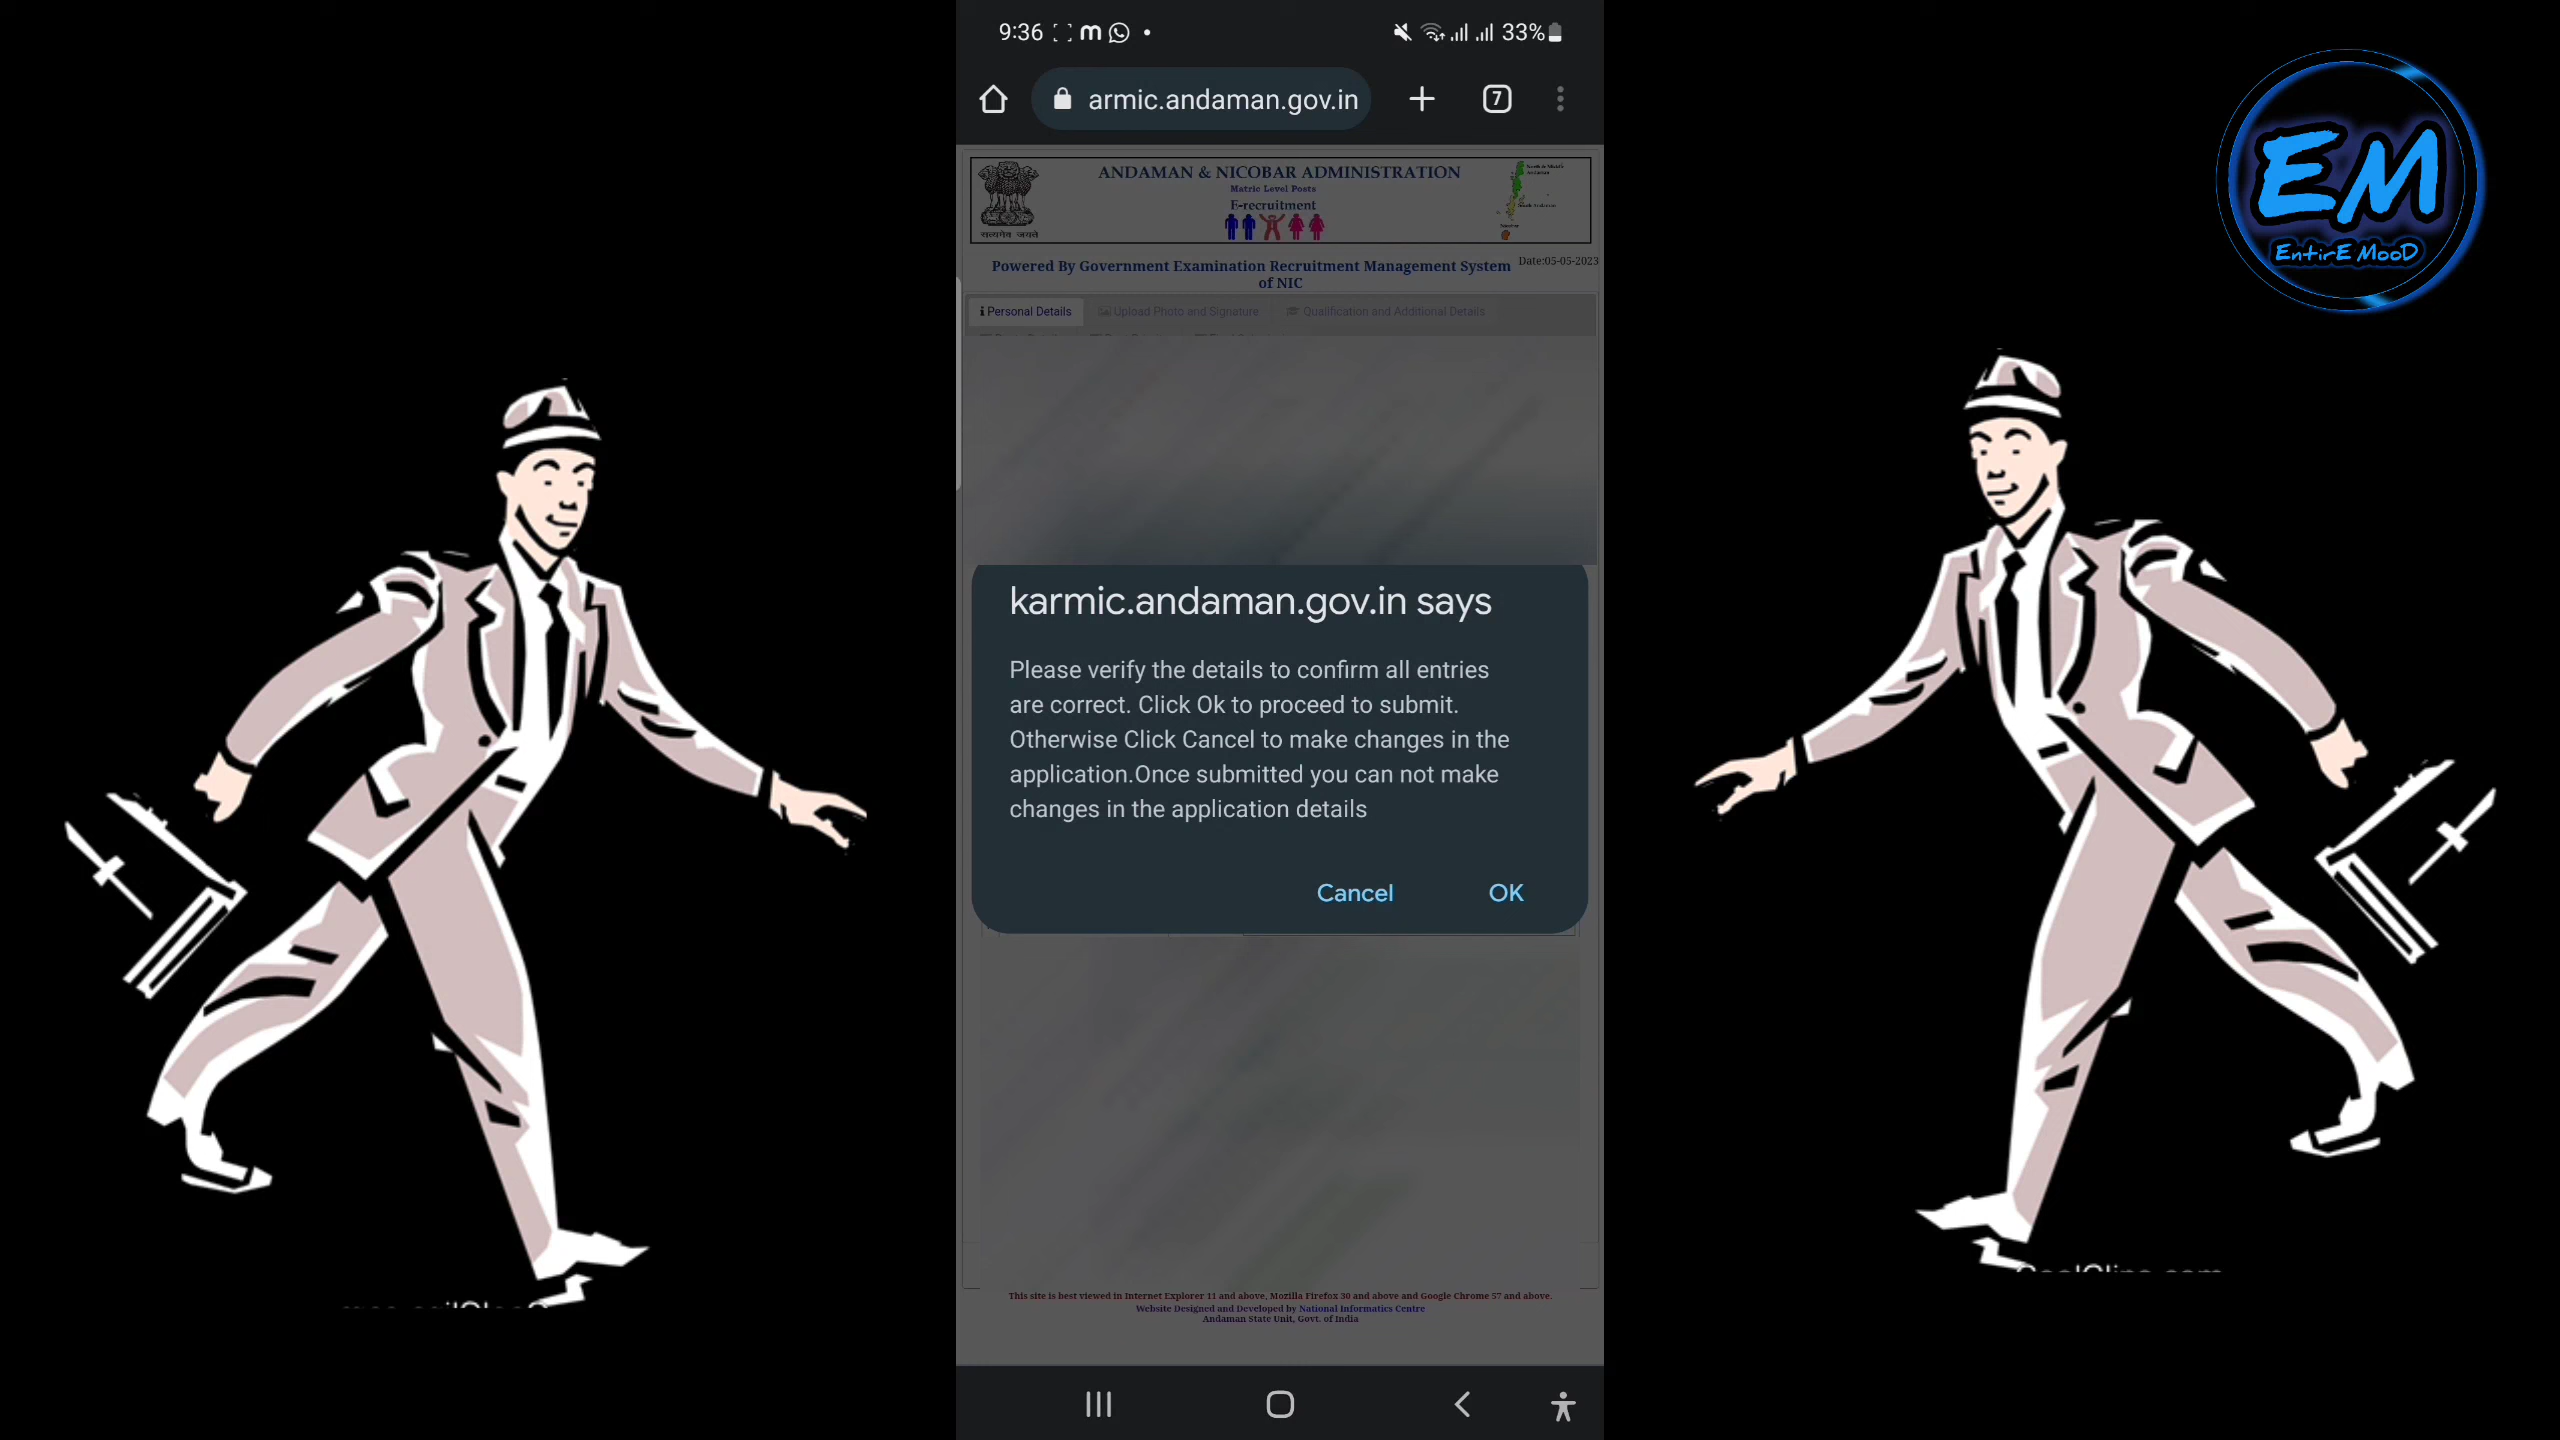 9:36
33%
armic.andaman.gov.in
7
EM
EntirE MooD
ANDAMAN & NICOBAR ADMINISTRATION
Matric Level Posts
E-recruitment
सत्यमेव जयते
Date:05-05-2023
Powered By Government Examination Recruitment Management System
of NIC
Personal Details
Upload Photo and Signature
Qualification and Additional Details
karmic.andaman.gov.in says
Please verify the details to confirm all entries
are correct. Click Ok to proceed to submit.
Otherwise Click Cancel to make changes in the
application.Once submitted you can not make
changes in the application details
Cancel
OK
This site is best viewed in Internet Explorer 11 and above, Mozilla Firefox 30 and above and Google Chrome 57 and above.
Website Designed and Developed by National Informatics Centre
Andaman State Unit, Govt. of India